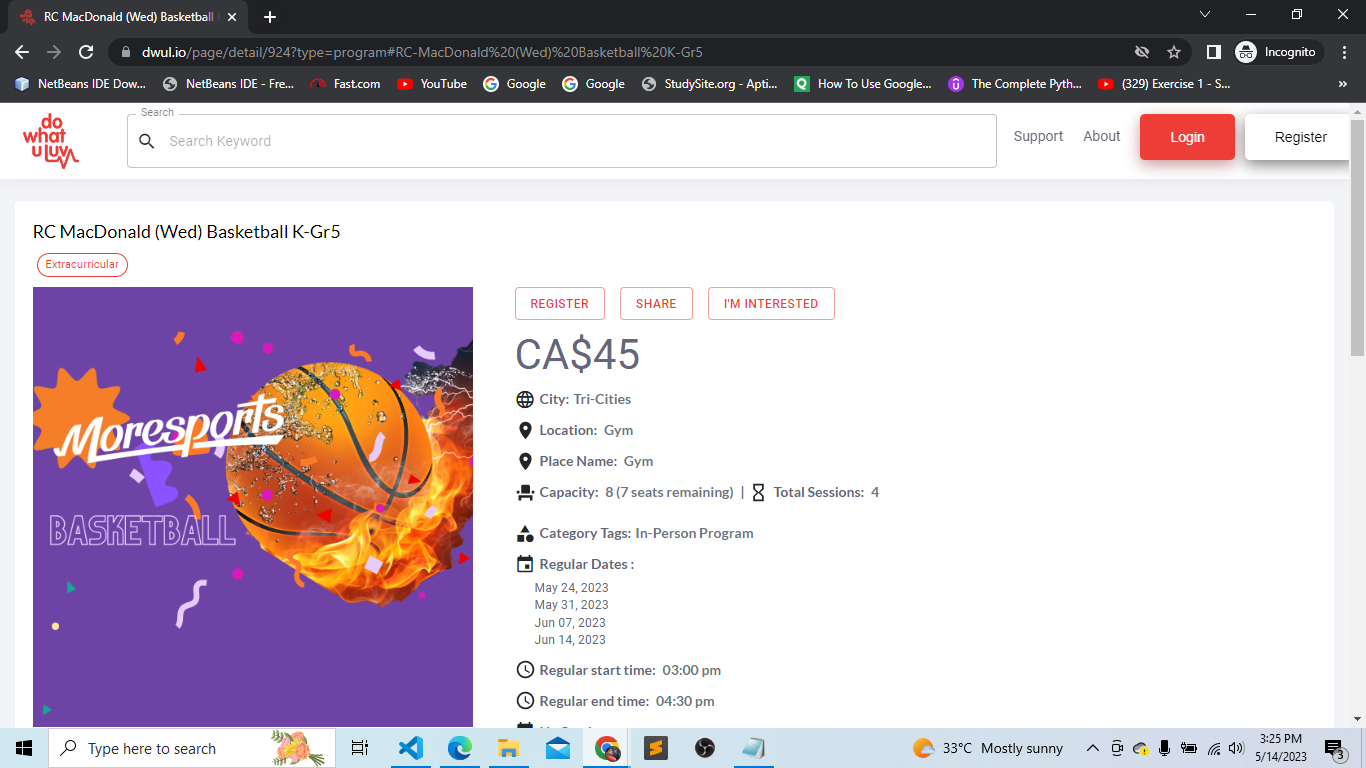 RC MacDonald (Wed) Basketball
dwul.io/page/detail/924?type=program#RC-MacDonald%20(Wed)%20Basketball%20K-Gr5
Incognito
NetBeans IDE Dow...
NetBeans IDE - Fre...
Fast.com
YouTube
Google
Google
StudySite.org - Apti...
How To Use Google...
The Complete Pyth...
(329) Exercise 1 - S...
»
do
what
u luv
Search
Search Keyword
Support
About
Login
Register
RC MacDonald (Wed) Basketball K-Gr5
Extracurricular
Moresports
BASKETBALL
REGISTER
SHARE
I'M INTERESTED
CA$45
City: Tri-Cities
Location: Gym
Place Name: Gym
Capacity: 8 (7 seats remaining) | Total Sessions: 4
Category Tags: In-Person Program
Regular Dates :
May 24, 2023
May 31, 2023
Jun 07, 2023
Jun 14, 2023
Regular start time: 03:00 pm
Regular end time: 04:30 pm
Type here to search
33°C Mostly sunny
3:25 PM
5/14/2023
3